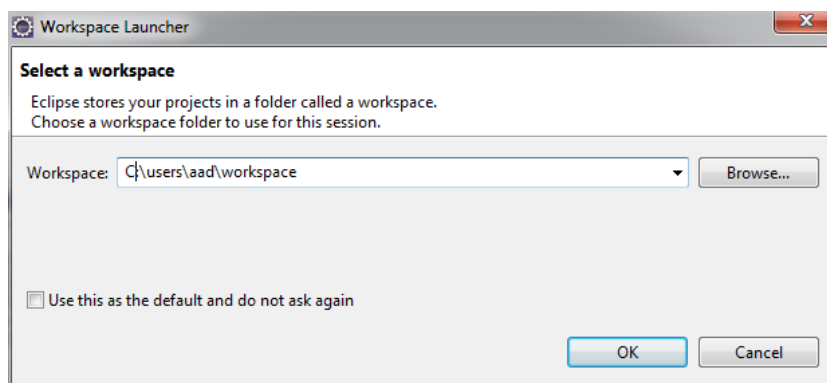 Workspace Launcher
Select a workspace
Eclipse stores your projects in a folder called a workspace.
Choose a workspace folder to use for this session.
Workspace: C:\users\aad\workspace Browse...
Use this as the default and do not ask again
OK Cancel